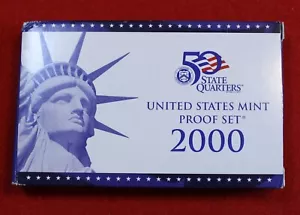 50
STATE
QUARTERS®
UNITED STATES MINT
PROOF SET®
2000